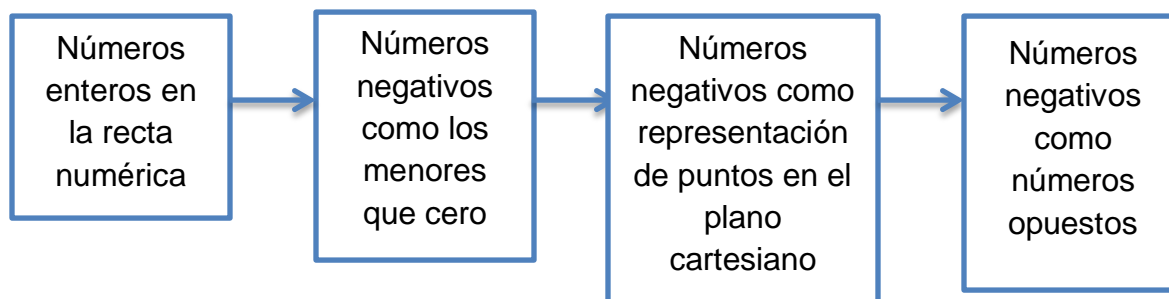 Números
enteros en
la recta
numérica
Números
negativos
como los
menores
que cero
Números
negativos como
representación
de puntos en el
plano
cartesiano
Números
negativos
como
números
opuestos